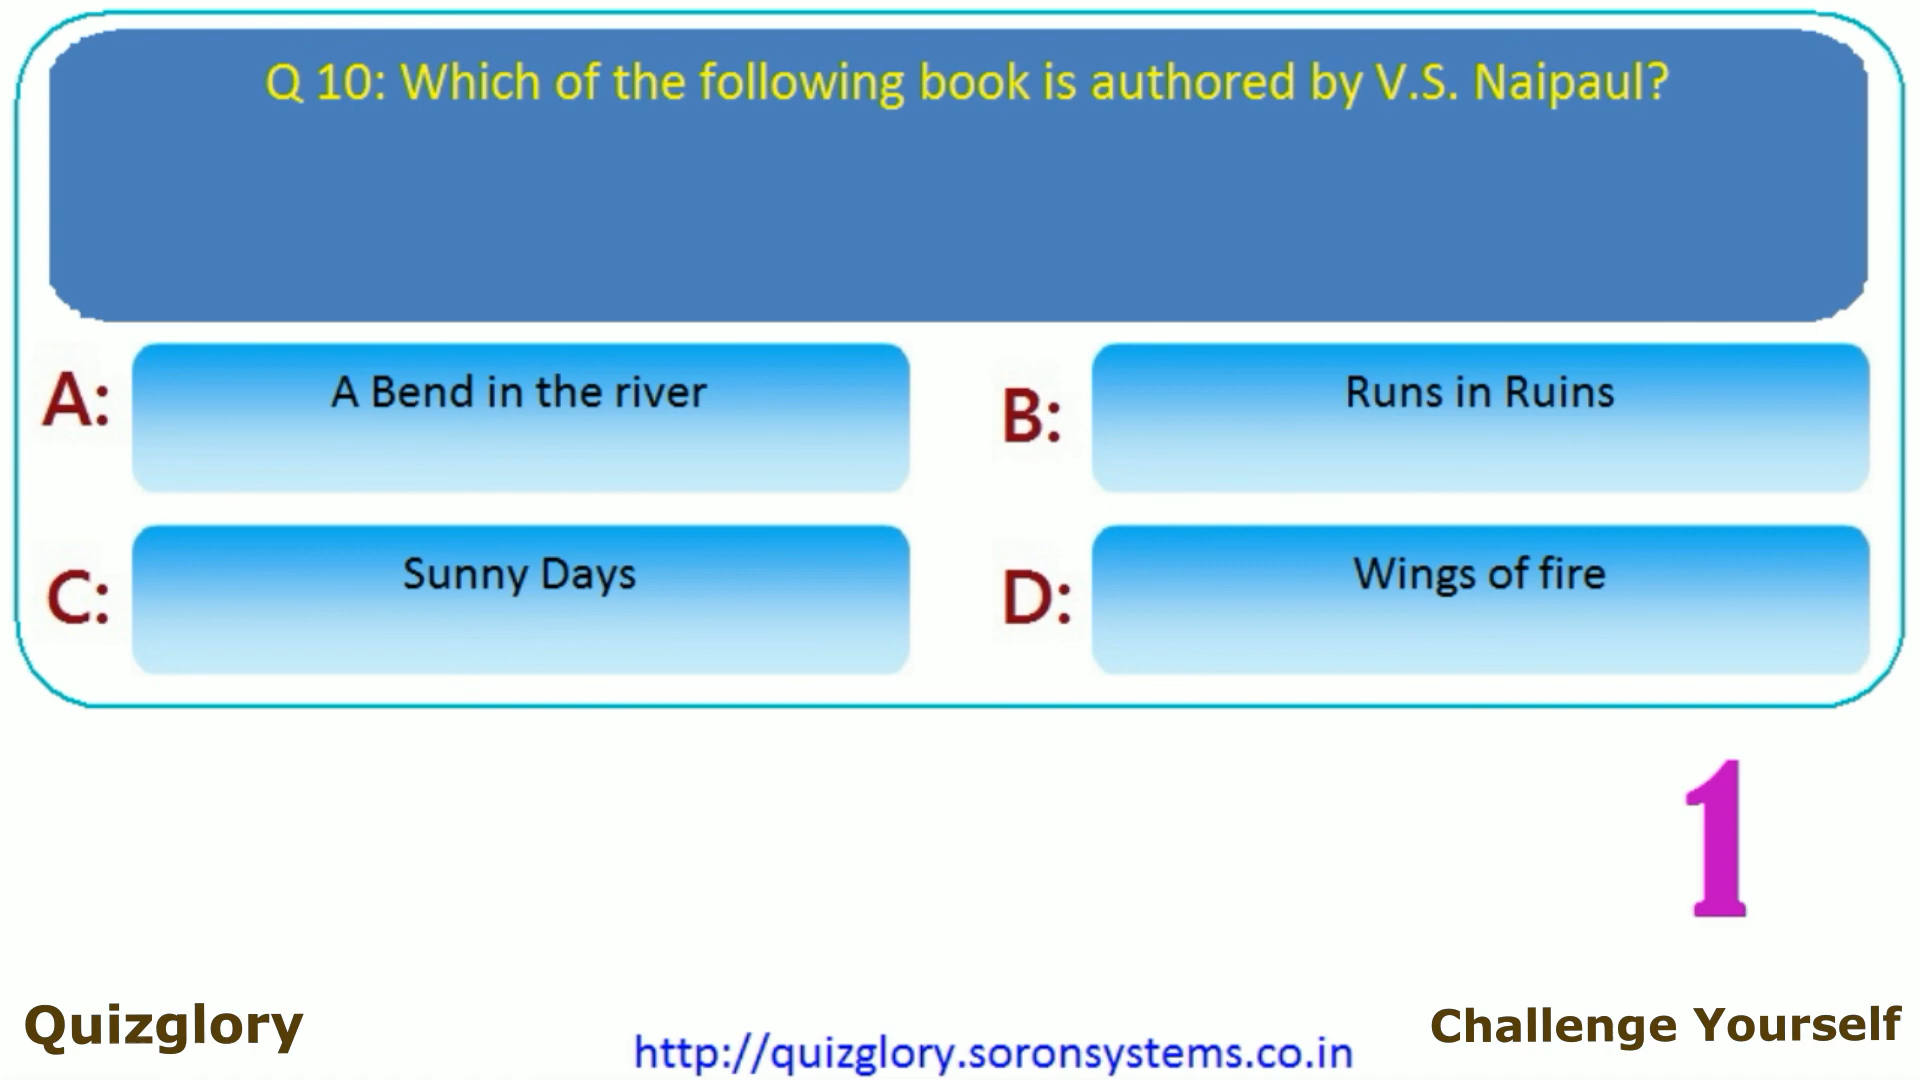 Q 10: Which of the following book is authored by V.S. Naipaul?
A: A Bend in the river
B: Runs in Ruins
C: Sunny Days
D: Wings of fire
1
Quizglory
http://quizglory.soronsystems.co.in
Challenge Yourself